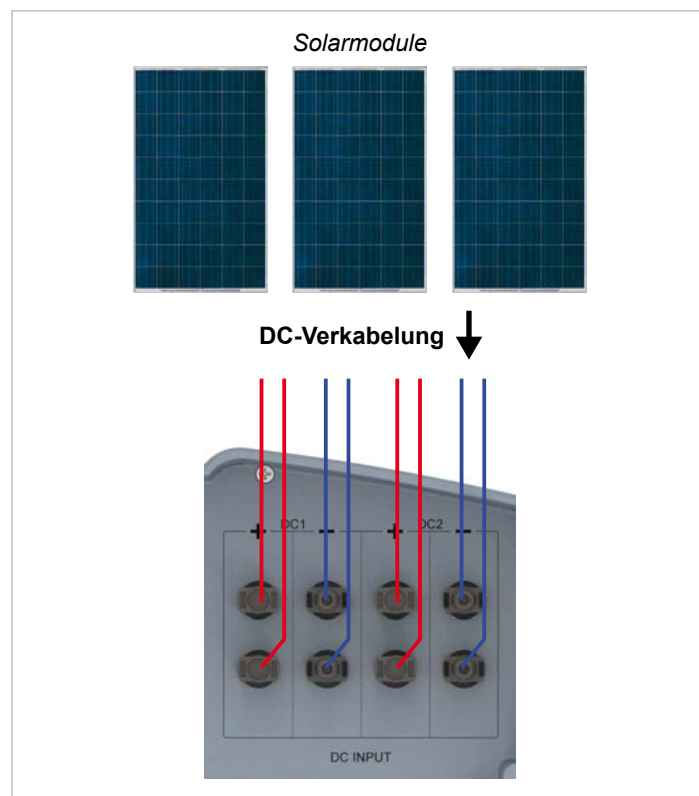 Solarmodule
DC-Verkabelung
+ DC1 − + DC2 −
DC INPUT